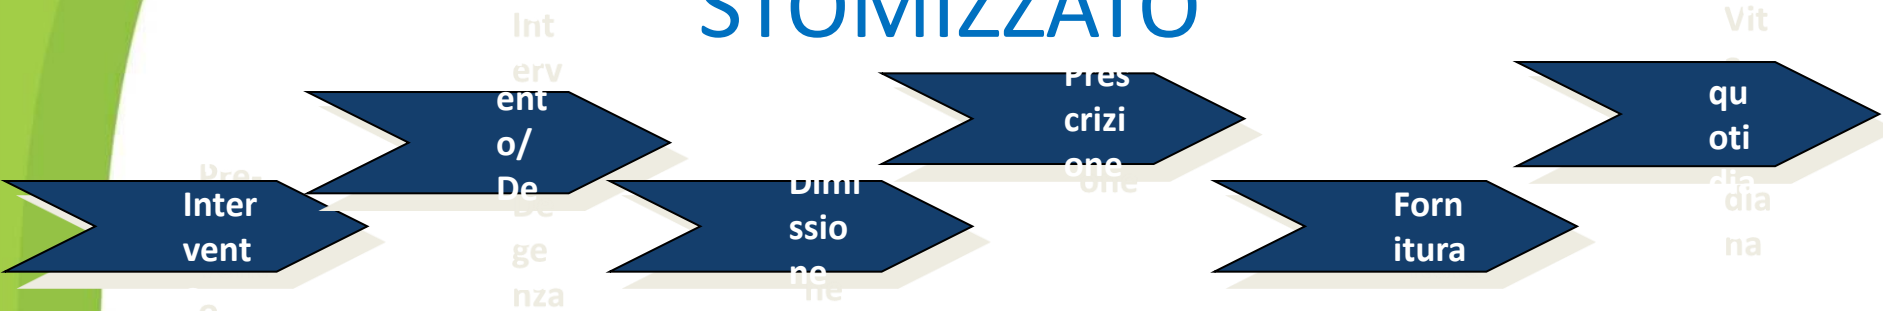 STOMIZZATO
Pre-
Inter
vent
o
Int
erv
ent
o/
De
ge
nza
Dimi
ssio
ne
Pres
crizi
one
Forn
itura
Vit
qu
oti
dia
na